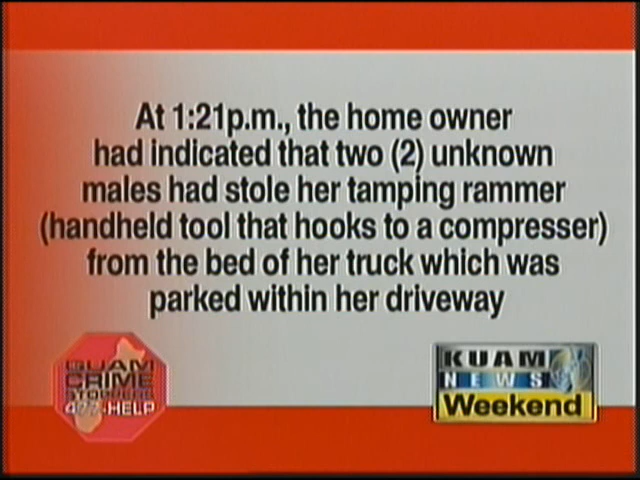 At 1:21p.m., the home owner
had indicated that two (2) unknown
males had stole her tamping rammer
(handheld tool that hooks to a compresser)
from the bed of her truck which was
parked within her driveway
GUAM
CRIME
STOPPERS
477-HELP
KUAM
NEWS
Weekend